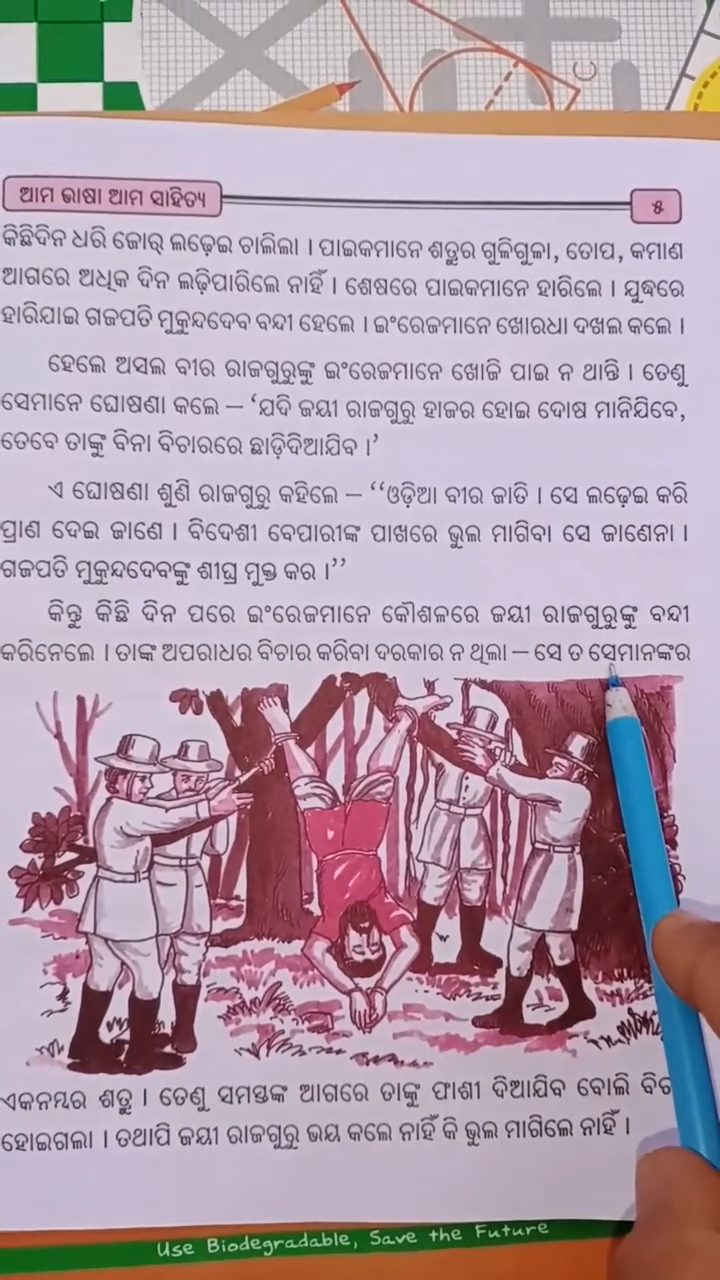 ଆମ ଭାଷା ଆମ ସାହିତ୍ୟ
୫
କିଛିଦିନ ଧରି ଜୋର୍ ଲଢ଼େଇ ଚାଲିଲା । ପାଇକମାନେ ଶତ୍ରୁର ଗୁଳିଗୁଳା, ତୋପ, କମାଣ
ଆଗରେ ଅଧିକ ଦିନ ଲଢ଼ିପାରିଲେ ନାହିଁ । ଶେଷରେ ପାଇକମାନେ ହାରିଲେ । ଯୁଦ୍ଧରେ
ହାରିଯାଇ ଗଜପତି ମୁକୁନ୍ଦଦେବ ବନ୍ଦୀ ହେଲେ । ଇଂରେଜମାନେ ଖୋରଧା ଦଖଲ କଲେ ।
ହେଲେ ଅସଲ ବୀର ରାଜଗୁରୁଙ୍କୁ ଇଂରେଜମାନେ ଖୋଜି ପାଇ ନ ଥାନ୍ତି । ତେଣୁ
ସେମାନେ ଘୋଷଣା କଲେ – ‘ଯଦି ଜୟୀ ରାଜଗୁରୁ ହାଜର ହୋଇ ଦୋଷ ମାନିଯିବେ,
ତେବେ ତାଙ୍କୁ ବିନା ବିଚାରରେ ଛାଡ଼ିଦିଆଯିବ ।’
ଏ ଘୋଷଣା ଶୁଣି ରାଜଗୁରୁ କହିଲେ – ‘‘ଓଡ଼ିଆ ବୀର ଜାତି । ସେ ଲଢ଼େଇ କରି
ପ୍ରାଣ ଦେଇ ଜାଣେ । ବିଦେଶୀ ବେପାରୀଙ୍କ ପାଖରେ ଭୁଲ ମାଗିବା ସେ ଜାଣେନା ।
ଗଜପତି ମୁକୁନ୍ଦଦେବଙ୍କୁ ଶୀଘ୍ର ମୁକ୍ତ କର ।’’
କିନ୍ତୁ କିଛି ଦିନ ପରେ ଇଂରେଜମାନେ କୌଶଳରେ ଜୟୀ ରାଜଗୁରୁଙ୍କୁ ବନ୍ଦୀ
କରିନେଲେ । ତାଙ୍କ ଅପରାଧର ବିଚାର କରିବା ଦରକାର ନ ଥିଲା – ସେ ତ ସେମାନଙ୍କର
ଏକନମ୍ବର ଶତ୍ରୁ । ତେଣୁ ସମସ୍ତଙ୍କ ଆଗରେ ତାଙ୍କୁ ଫାଶୀ ଦିଆଯିବ ବୋଲି
ହୋଇଗଲା । ତଥାପି ଜୟୀ ରାଜଗୁରୁ ଭୟ କଲେ ନାହିଁ କି ଭୁଲ ମାଗିଲେ ନାହିଁ ।
Use Biodegradable, Save the Future